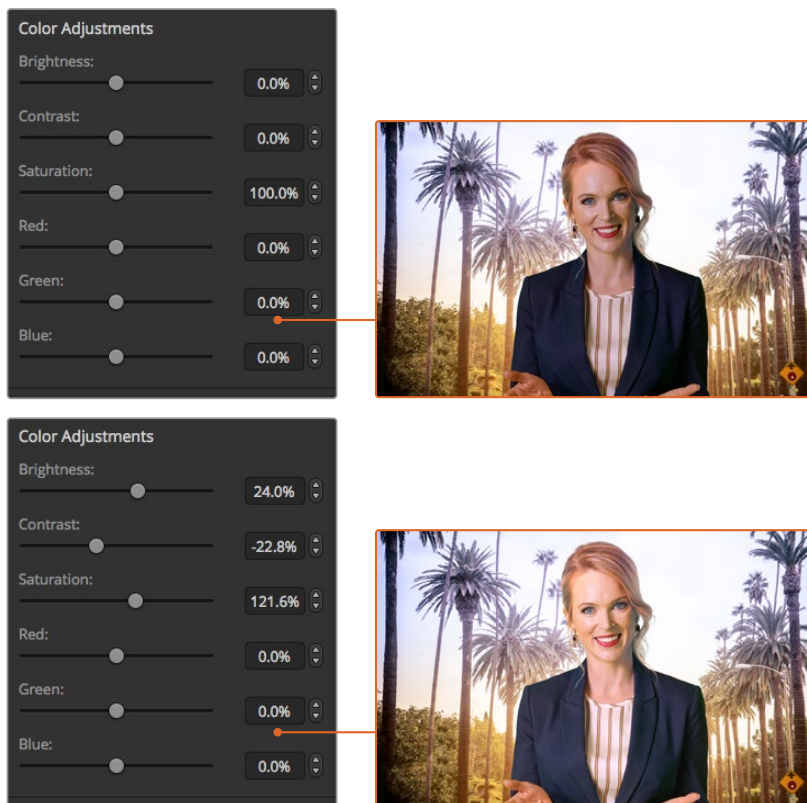 Color Adjustments
Brightness:
0.0%
Contrast:
0.0%
Saturation:
100.0%
Red:
0.0%
Green:
0.0%
Blue:
0.0%
Color Adjustments
Brightness:
24.0%
Contrast:
-22.8%
Saturation:
121.6%
Red:
0.0%
Green:
0.0%
Blue:
0.0%